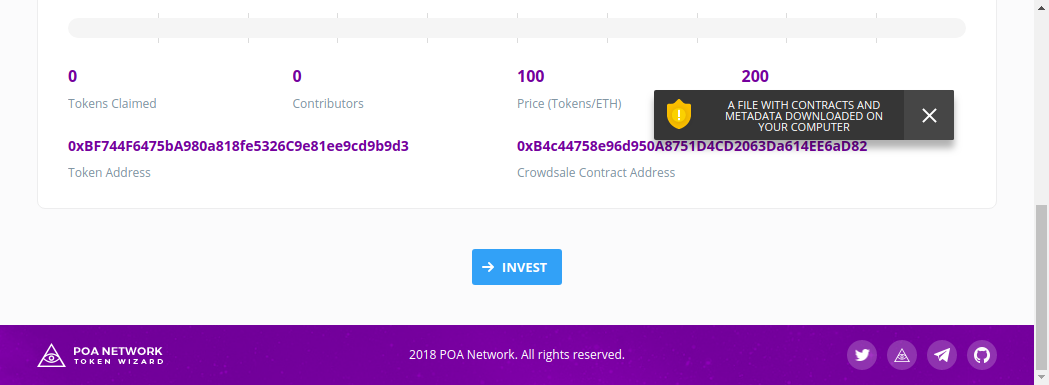 0
0
100
200
Tokens Claimed
Contributors
Price (Tokens/ETH)
A FILE WITH CONTRACTS AND
METADATA DOWNLOADED ON
YOUR COMPUTER
0xBF744F6475bA980a818fe5326C9e81ee9cd9b9d3
0xB4c44758e96d950A8751D4CD2063Da614EE6aD82
Token Address
Crowdsale Contract Address
INVEST
POA NETWORK
TOKEN WIZARD
2018 POA Network. All rights reserved.